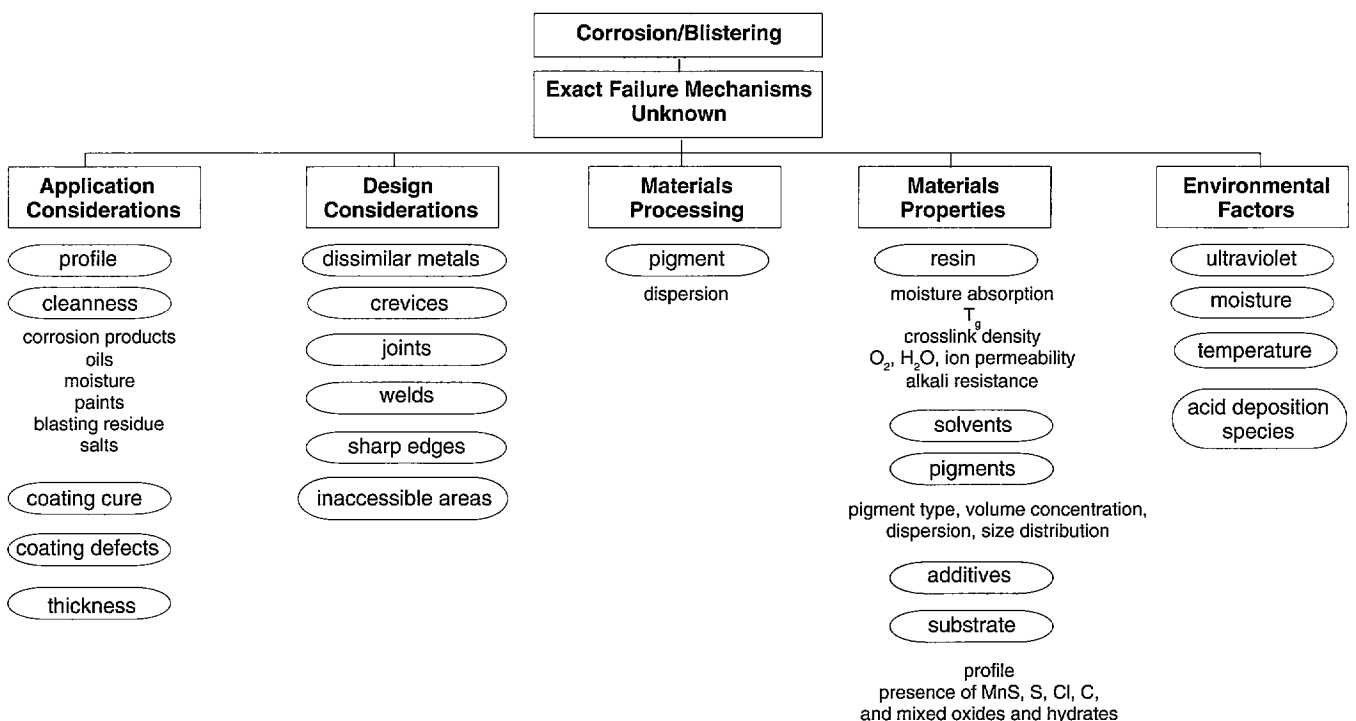 Corrosion/Blistering
Exact Failure Mechanisms
Unknown
Application
Considerations
profile
cleanness
corrosion products
oils
moisture
paints
blasting residue
salts
coating cure
coating defects
thickness
Design
Considerations
dissimilar metals
crevices
joints
welds
sharp edges
inaccessible areas
Materials
Processing
pigment
dispersion
Materials
Properties
resin
moisture absorption
Tg
crosslink density
O₂, H₂O, ion permeability
alkali resistance
solvents
pigments
pigment type, volume concentration,
dispersion, size distribution
additives
substrate
profile
presence of MnS, S, Cl, C,
and mixed oxides and hydrates
Environmental
Factors
ultraviolet
moisture
temperature
acid deposition
species